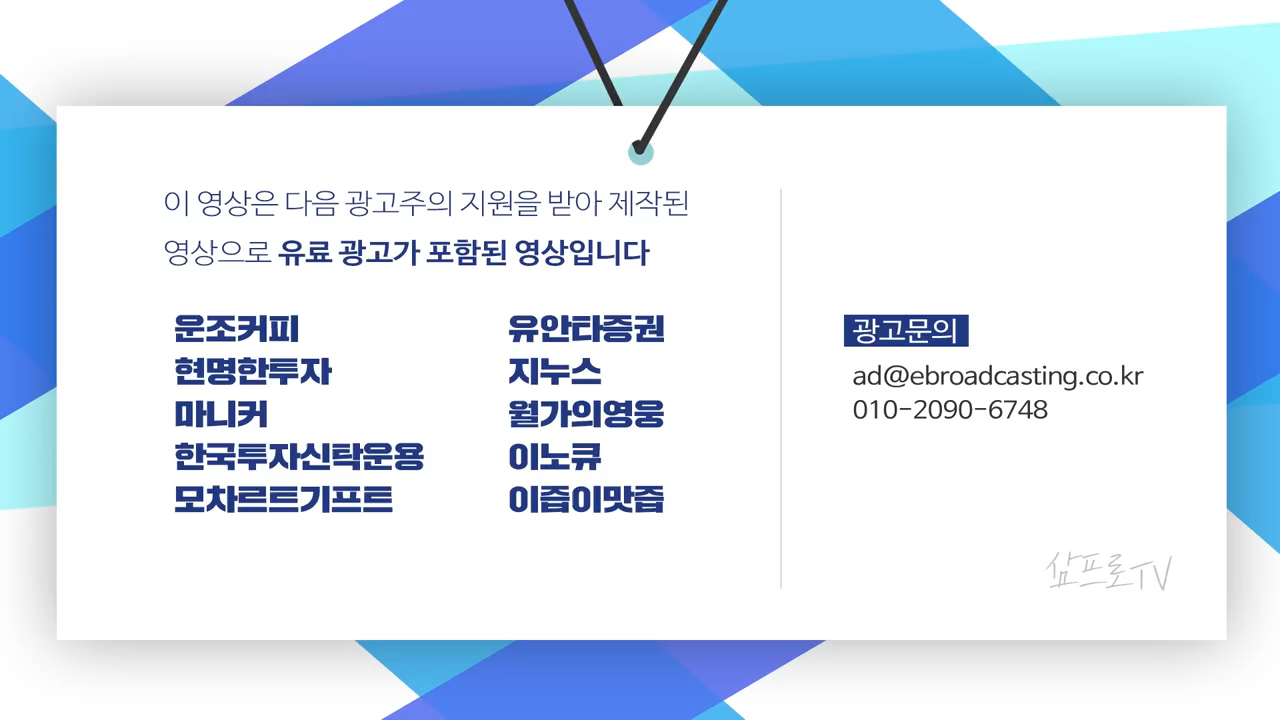 이 영상은 다음 광고주의 지원을 받아 제작된
영상으로 유료 광고가 포함된 영상입니다
운조커피
현명한투자
마니커
한국투자신탁운용
모차르트기프트
유안타증권
지누스
월가의영웅
이노큐
이즙이맛즙
광고문의
ad@ebroadcasting.co.kr
010-2090-6748
삼프로TV